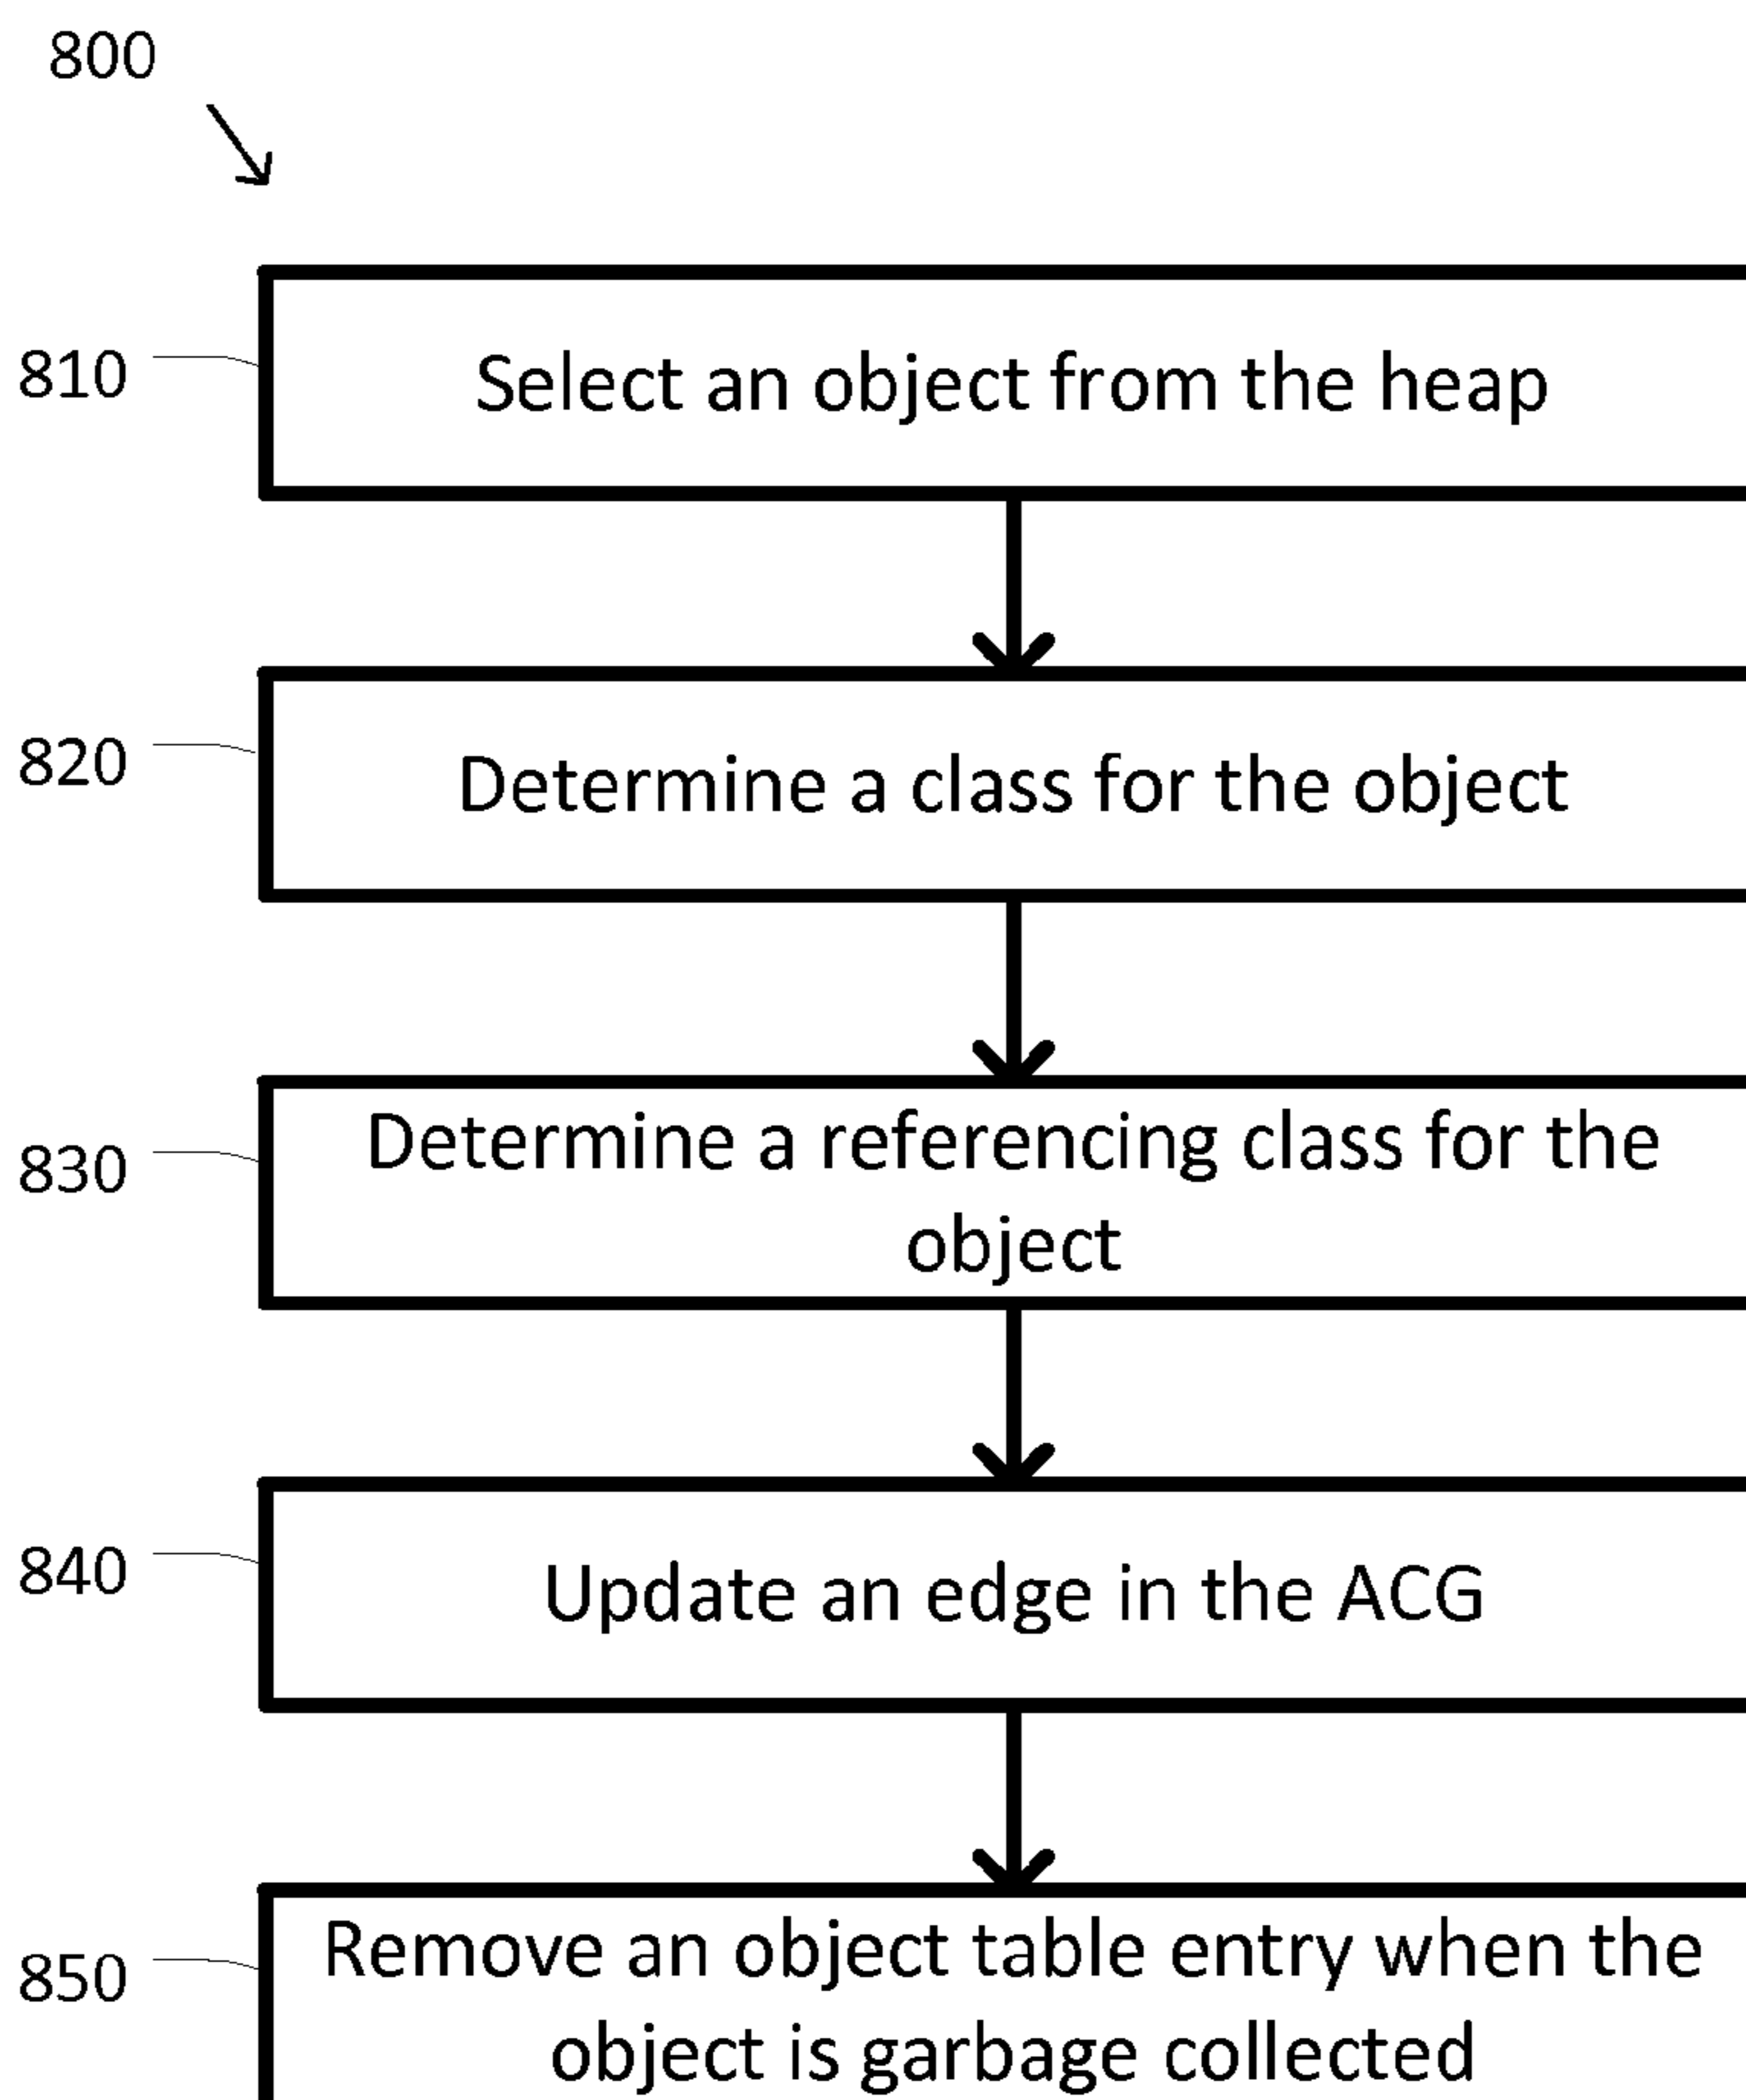 800
810
Select an object from the heap
820
Determine a class for the object
830
Determine a referencing class for the
object
840
Update an edge in the ACG
850
Remove an object table entry when the
object is garbage collected